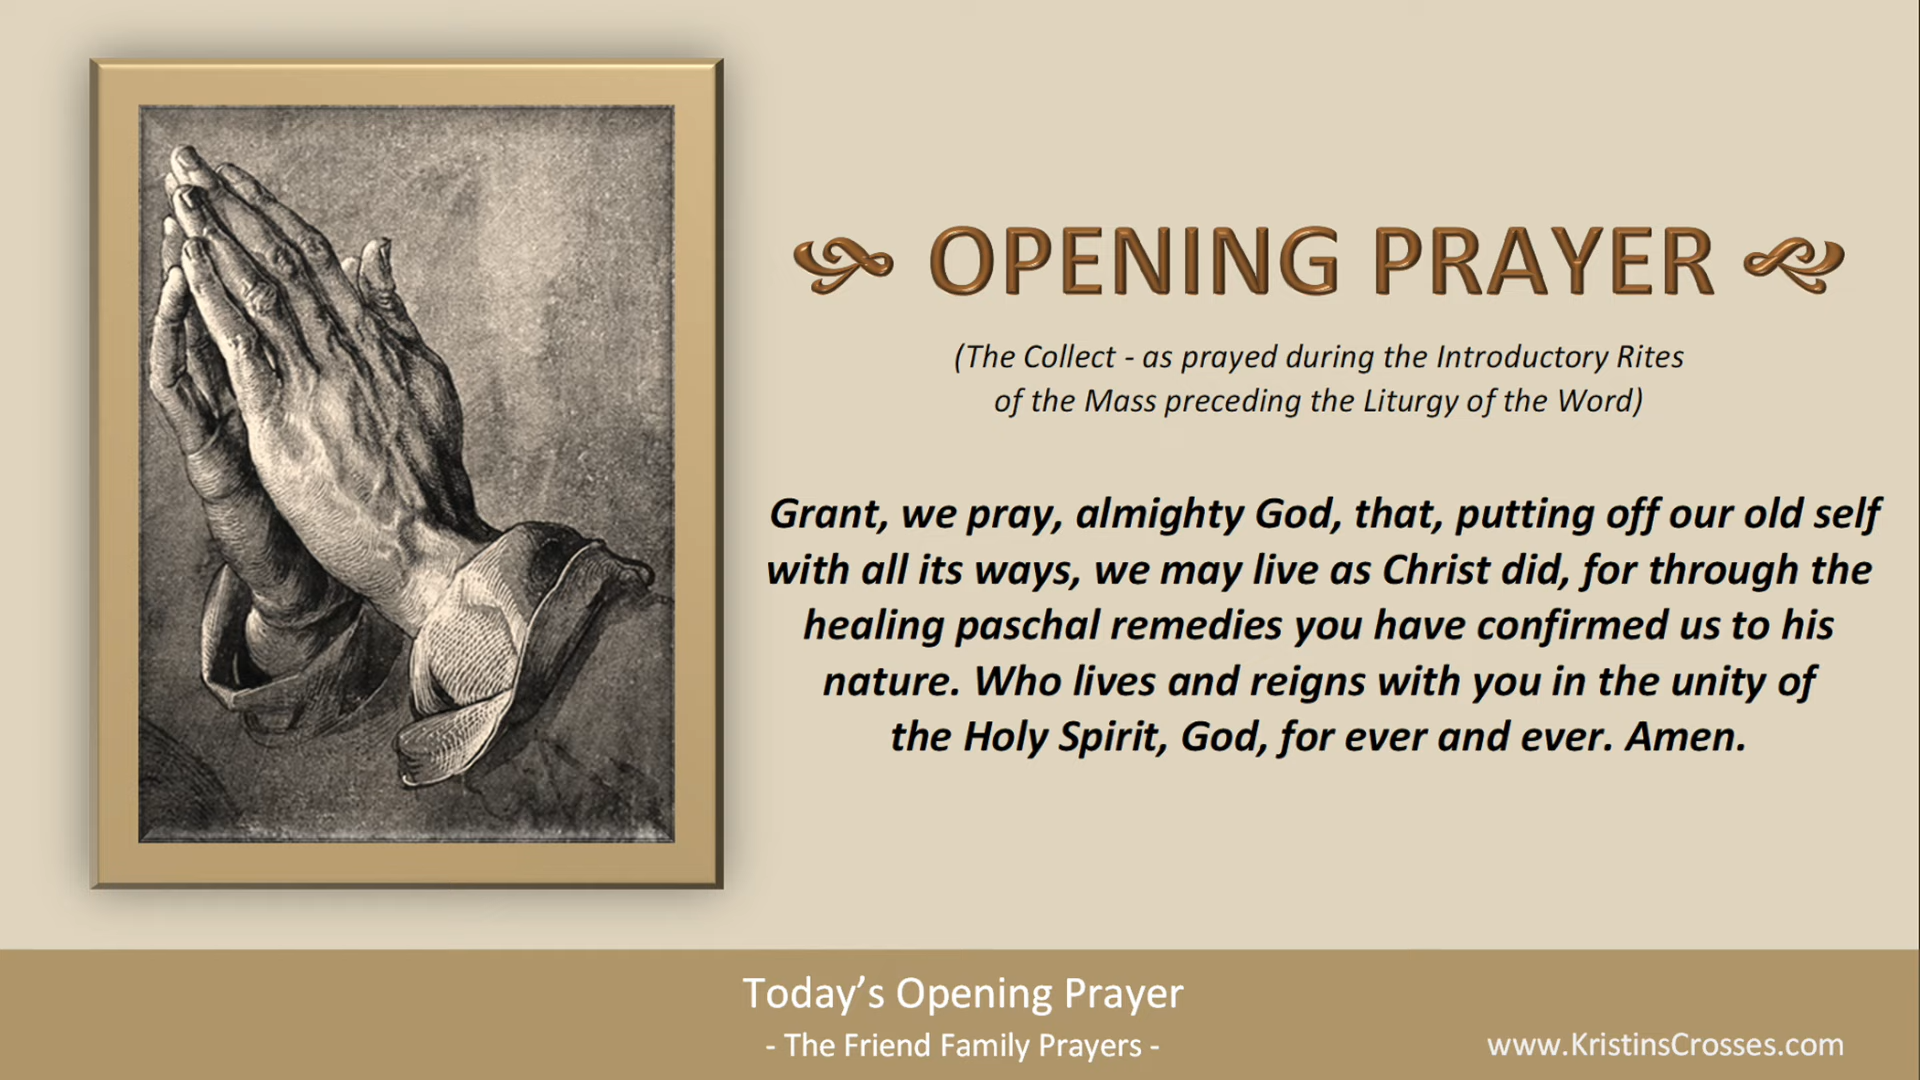 OPENING PRAYER
(The Collect - as prayed during the Introductory Rites
of the Mass preceding the Liturgy of the Word)
Grant, we pray, almighty God, that, putting off our old self
with all its ways, we may live as Christ did, for through the
healing paschal remedies you have confirmed us to his
nature. Who lives and reigns with you in the unity of
the Holy Spirit, God, for ever and ever. Amen.
Today’s Opening Prayer
- The Friend Family Prayers -
www.KristinsCrosses.com